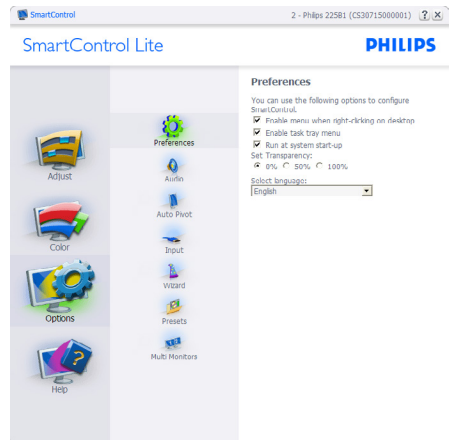 SmartControl
2 - Philips 225B1 (CS30715000001) ? X
SmartControl Lite
PHILIPS
Adjust
Color
Options
Help
Preferences
Audio
Auto Pivot
Input
Wizard
Presets
Multi Monitors
Preferences
You can use the following options to configure
SmartControl.
Enable menu when right-clicking on desktop
Enable task tray menu
Run at system start-up
Set Transparency:
0% 50% 100%
Select language:
English